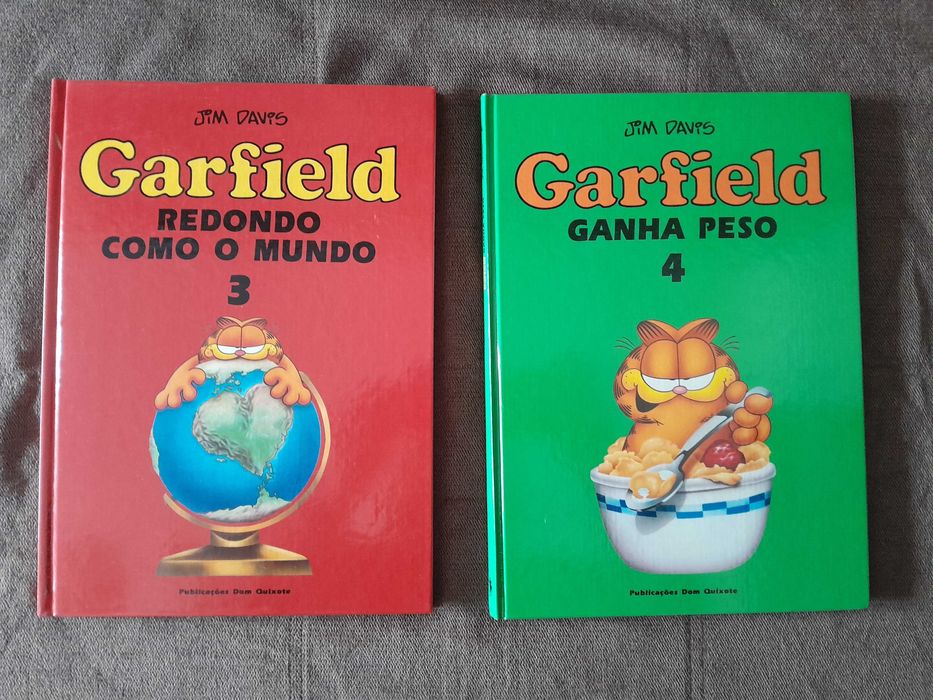 JIM DAVIS
Garfield
REDONDO
COMO O MUNDO
3
Publicações Dom Quixote
JIM DAVIS
Garfield
GANHA PESO
4
Publicações Dom Quixote